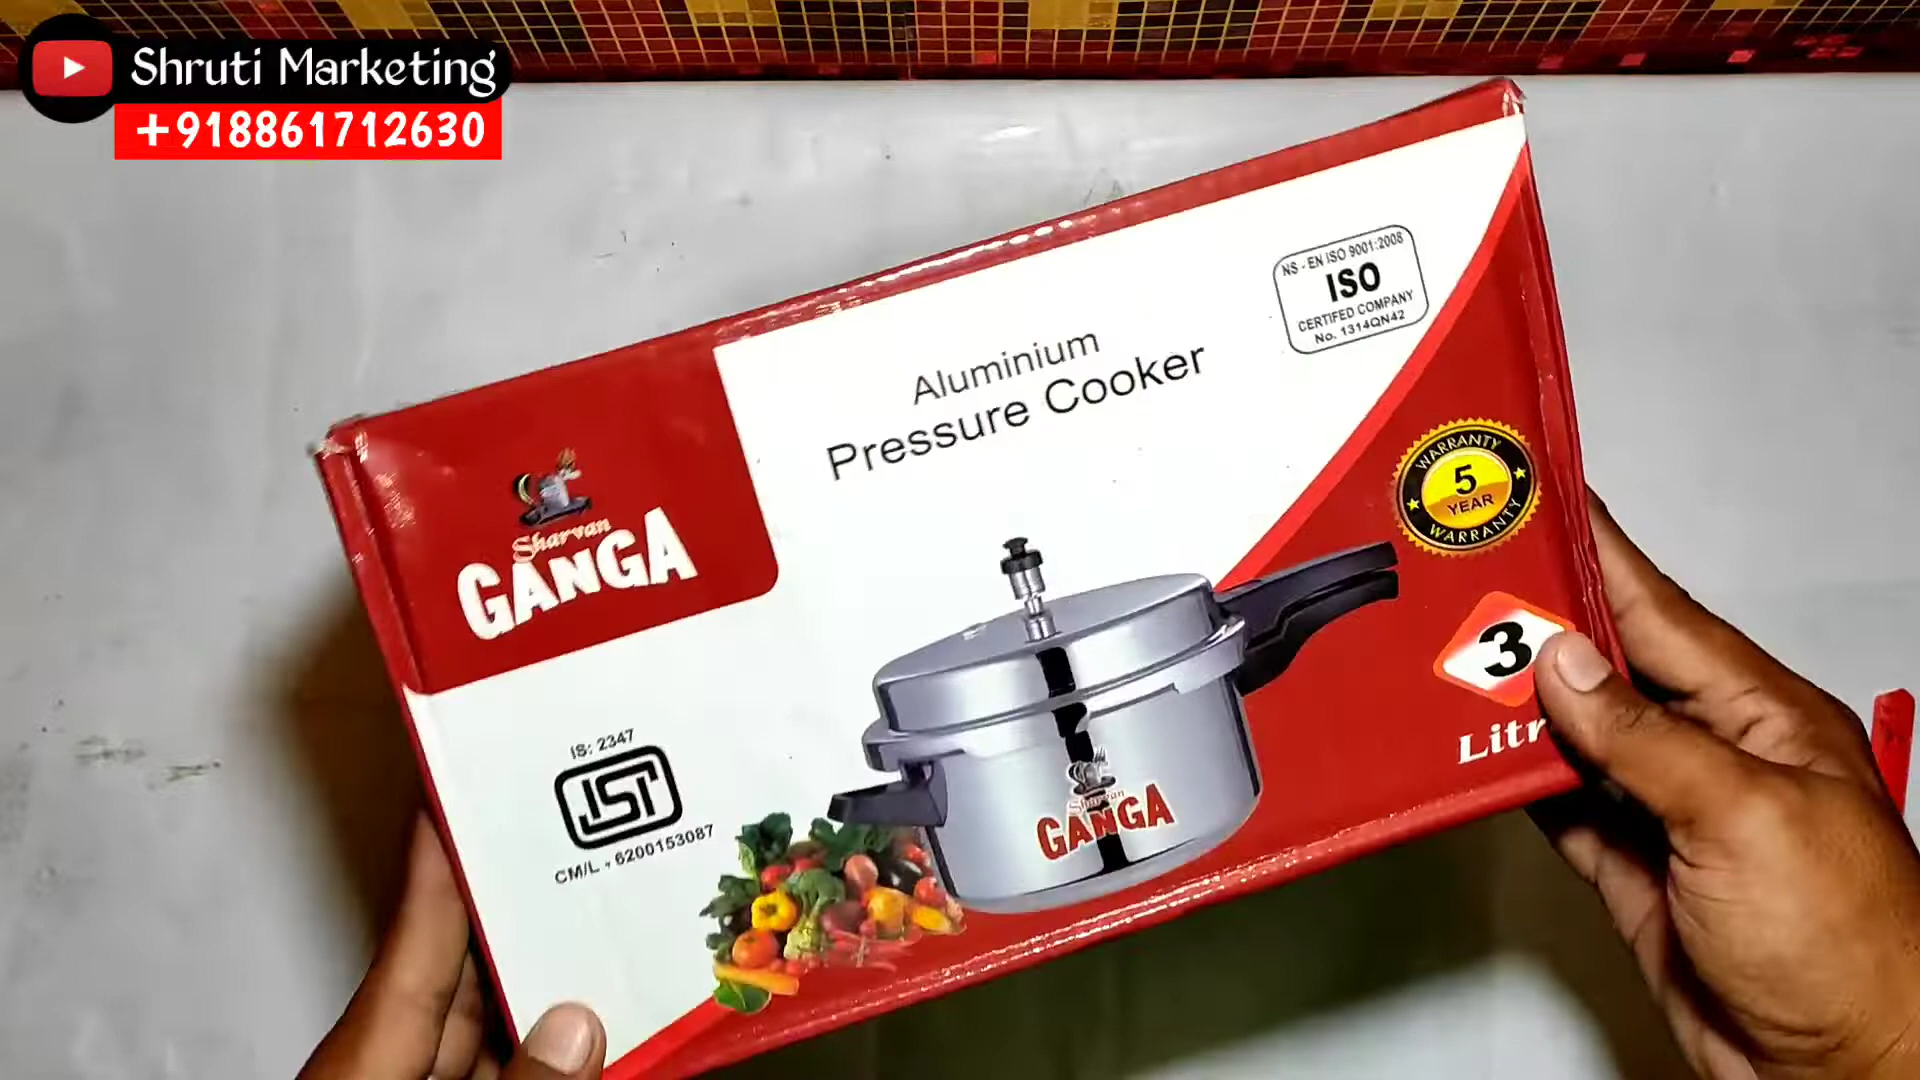 Shruti Marketing
+918861712630
NS - EN ISO 9001:2008
ISO
CERTIFED COMPANY
No. 1314QN42
Aluminium
Pressure Cooker
WARRANTY
5
YEAR
WARRANTY
Sharvan
GANGA
3
Litr
IS: 2347
ISI
CM/L - 6200153087
Sharvan
GANGA